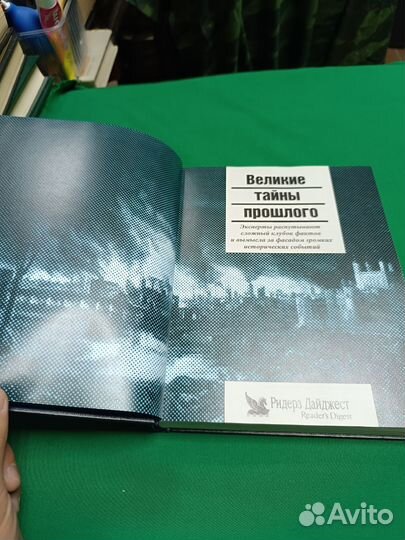 Великие
тайны
прошлого
Эксперты распутывают
сложный клубок фактов
и вымысла за фасадом громких
исторических событий
Ридерз Дайджест
Reader's Digest
Avito